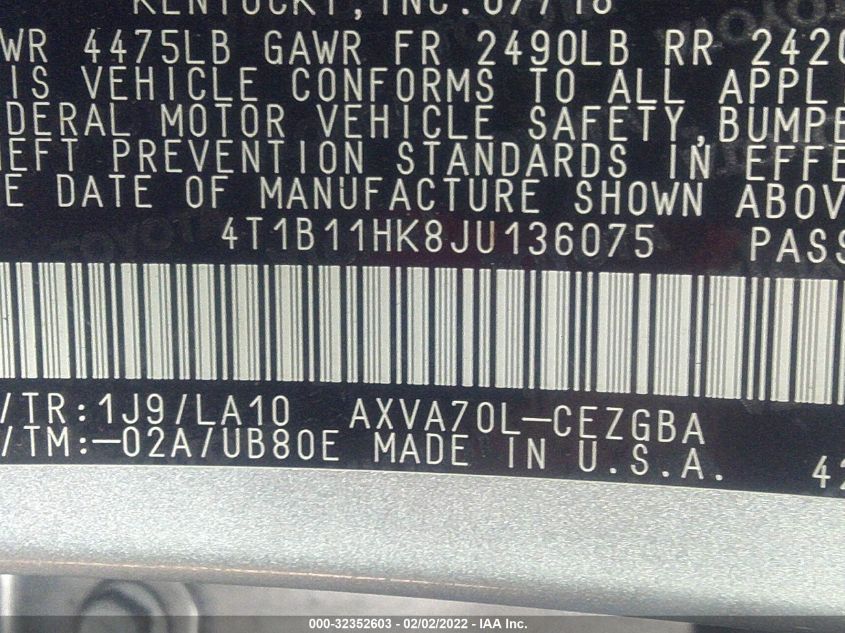 KENTUCKY, INC. 07/18
WR 4475LB GAWR FR 2490LB RR 2420
IS VEHICLE CONFORMS TO ALL APPL
DERAL MOTOR VEHICLE SAFETY, BUMPE
EFT PREVENTION STANDARDS IN EFFE
E DATE OF MANUFACTURE SHOWN ABOV
4T1B11HK8JU136075 PASS
/TR:1J9/LA10 AXVA70L-CEZGBA
/TM:-02A/UB80E MADE IN U.S.A. 42
000-32352603 - 02/02/2022 - IAA Inc.